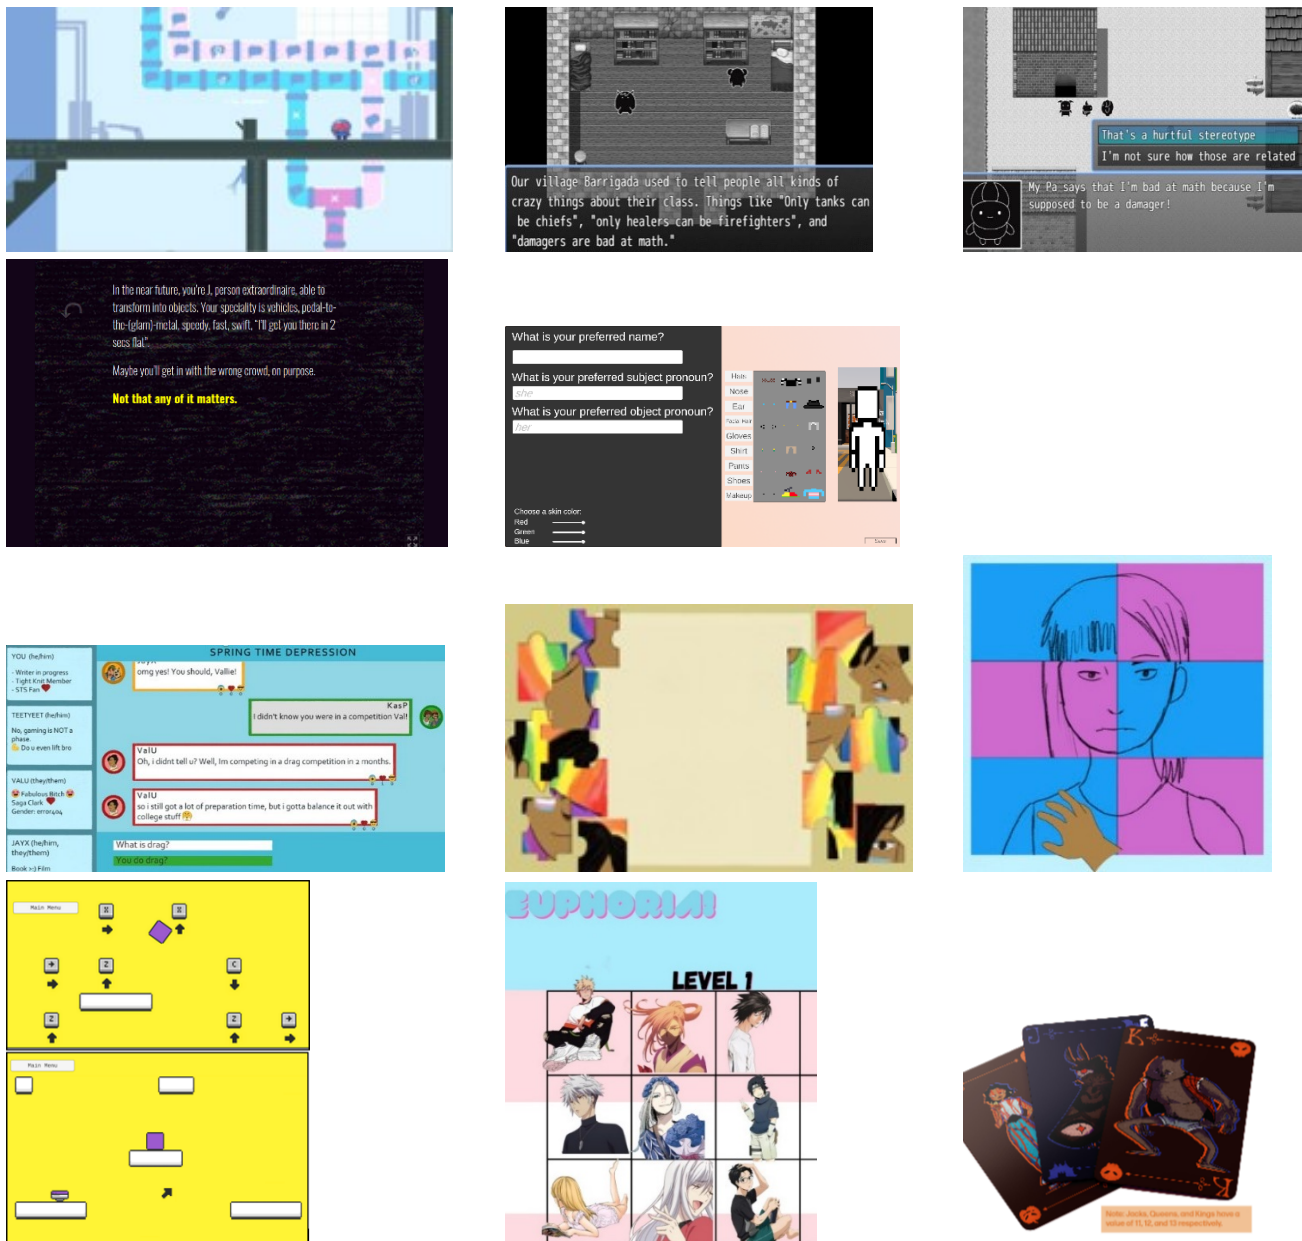 Our village Barrigada used to tell people all kinds of
crazy things about their class. Things like "Only tanks can
be chiefs", "only healers can be firefighters", and
"damagers are bad at math."
That's a hurtful stereotype
I'm not sure how those are related
My Pa says that I'm bad at math because I'm
supposed to be a damager!
In the near future, you're J, person extraordinaire, able to
transform into objects. Your speciality is vehicles, pedal-to-
the-(glam)-metal, speedy, fast, swift, "I'll get you there in 2
secs flat".
Maybe you'll get in with the wrong crowd, on purpose.
Not that any of it matters.
What is your preferred name?
What is your preferred subject pronoun?
she
What is your preferred object pronoun?
her
Choose a skin color:
Red
Green
Blue
Hairs
Nose
Ear
Facial Hair
Gloves
Shirt
Pants
Shoes
Makeup
Save
SPRING TIME DEPRESSION
YOU (he/him)
- Writer in progress
- Tight Knit Member
- STS Fan
TEETYEET (he/him)
No, gaming is NOT a
phase.
Do u even lift bro
VALU (they/them)
Fabulous Bitch
Saga Clark
Gender: error404
JAYX (he/him,
they/them)
Book >:) Film
JayX
omg yes! You should, Vallie!
KasP
I didn't know you were in a competition Val!
ValU
Oh, i didnt tell u? Well, Im competing in a drag competition in 2 months.
ValU
so i still got a lot of preparation time, but i gotta balance it out with
college stuff
What is drag?
You do drag?
Main Menu
Z
C
Z
Z
Main Menu
EUPHORIA!
LEVEL 1
J
K
K
Note: Jacks, Queens, and Kings have a
value of 11, 12, and 13 respectively.